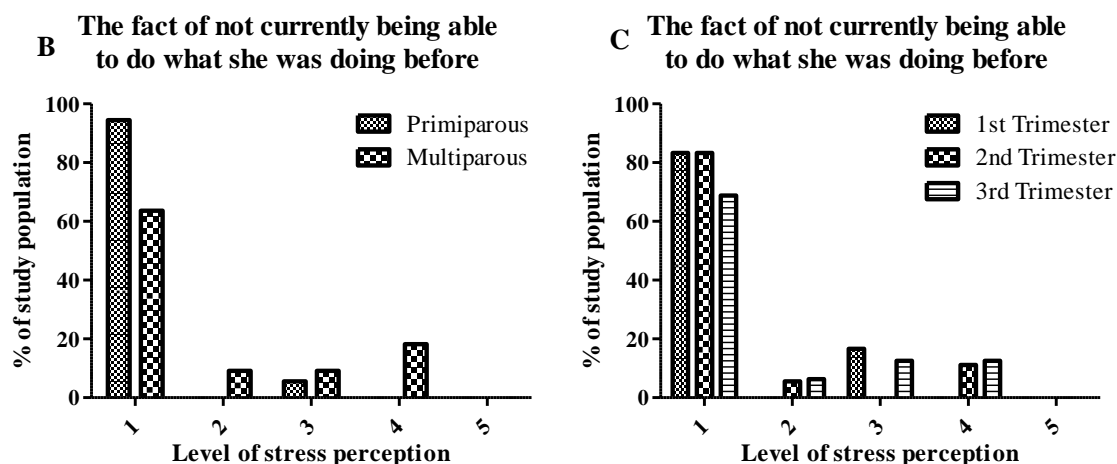 B
The fact of not currently being able
to do what she was doing before
% of study population
100
80
60
40
20
0
Primiparous
Multiparous
1
2
3
4
5
Level of stress perception
C
The fact of not currently being able
to do what she was doing before
% of study population
100
80
60
40
20
0
1st Trimester
2nd Trimester
3rd Trimester
1
2
3
4
5
Level of stress perception